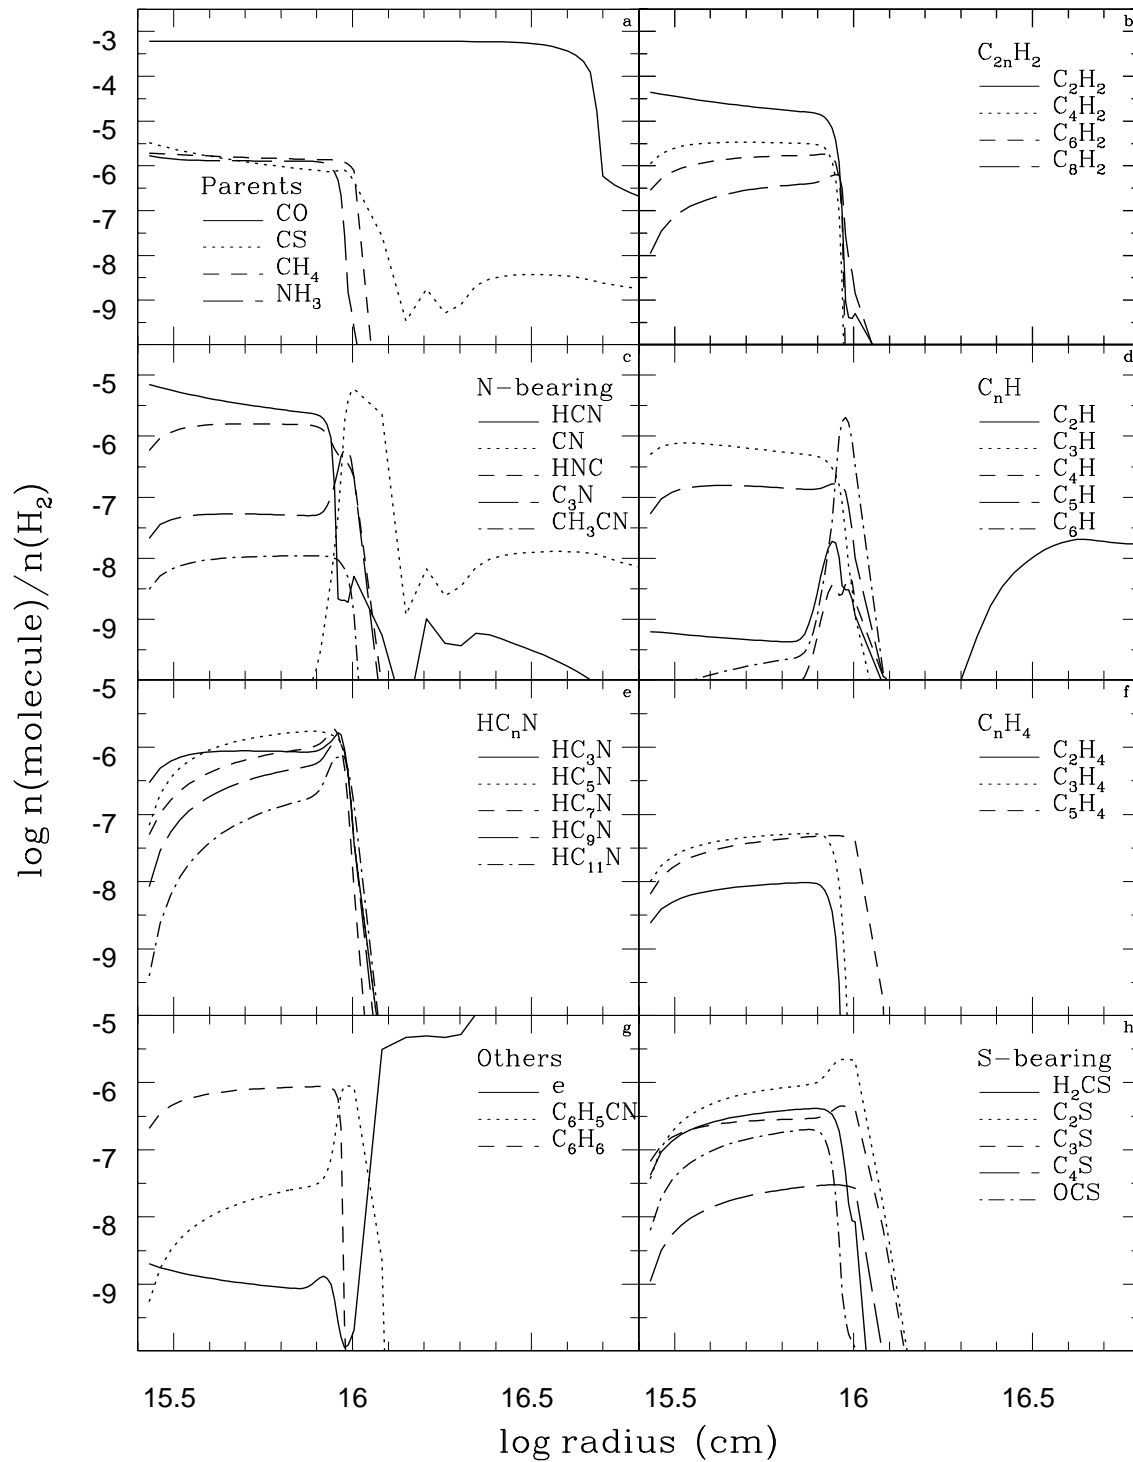 a
-3
-4
-5
-6
-7
-8
-9
Parents
CO
CS
CH₄
NH₃
b
C₂ₙH₂
C₂H₂
C₄H₂
C₆H₂
C₈H₂
c
-5
-6
-7
-8
-9
N-bearing
HCN
CN
HNC
C₃N
CH₃CN
d
CₙH
C₂H
C₃H
C₄H
C₅H
C₆H
e
-5
-6
-7
-8
-9
HCₙN
HC₃N
HC₅N
HC₇N
HC₉N
HC₁₁N
f
CₙH₄
C₂H₄
C₃H₄
C₅H₄
g
-5
-6
-7
-8
-9
Others
e
C₆H₅CN
C₆H₆
h
S-bearing
H₂CS
C₂S
C₃S
C₄S
OCS
15.5 16 16.5 15.5 16 16.5
log radius (cm)
log n(molecule)/n(H₂)